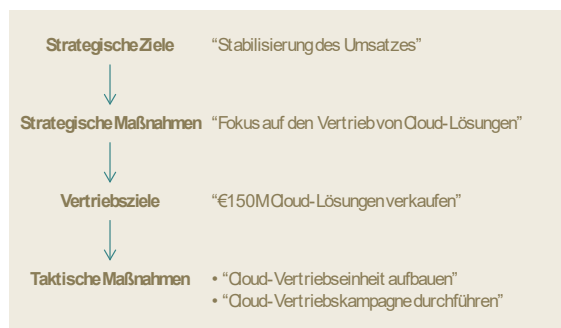 Strategische Ziele “Stabilisierung des Umsatzes”
Strategische Maßnahmen “Fokus auf den Vertrieb von Cloud-Lösungen”
Vertriebsziele “€150M Cloud-Lösungen verkaufen”
Taktische Maßnahmen • “Cloud-Vertriebseinheit aufbauen”
• “Cloud-Vertriebskampagne durchführen”